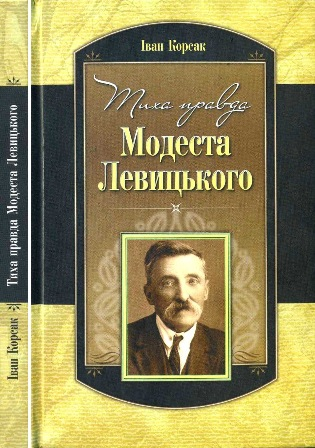 Іван Корсак
Тиха правда
Модеста
Левицького
Іван Корсак
Тиха правда Модеста Левицького